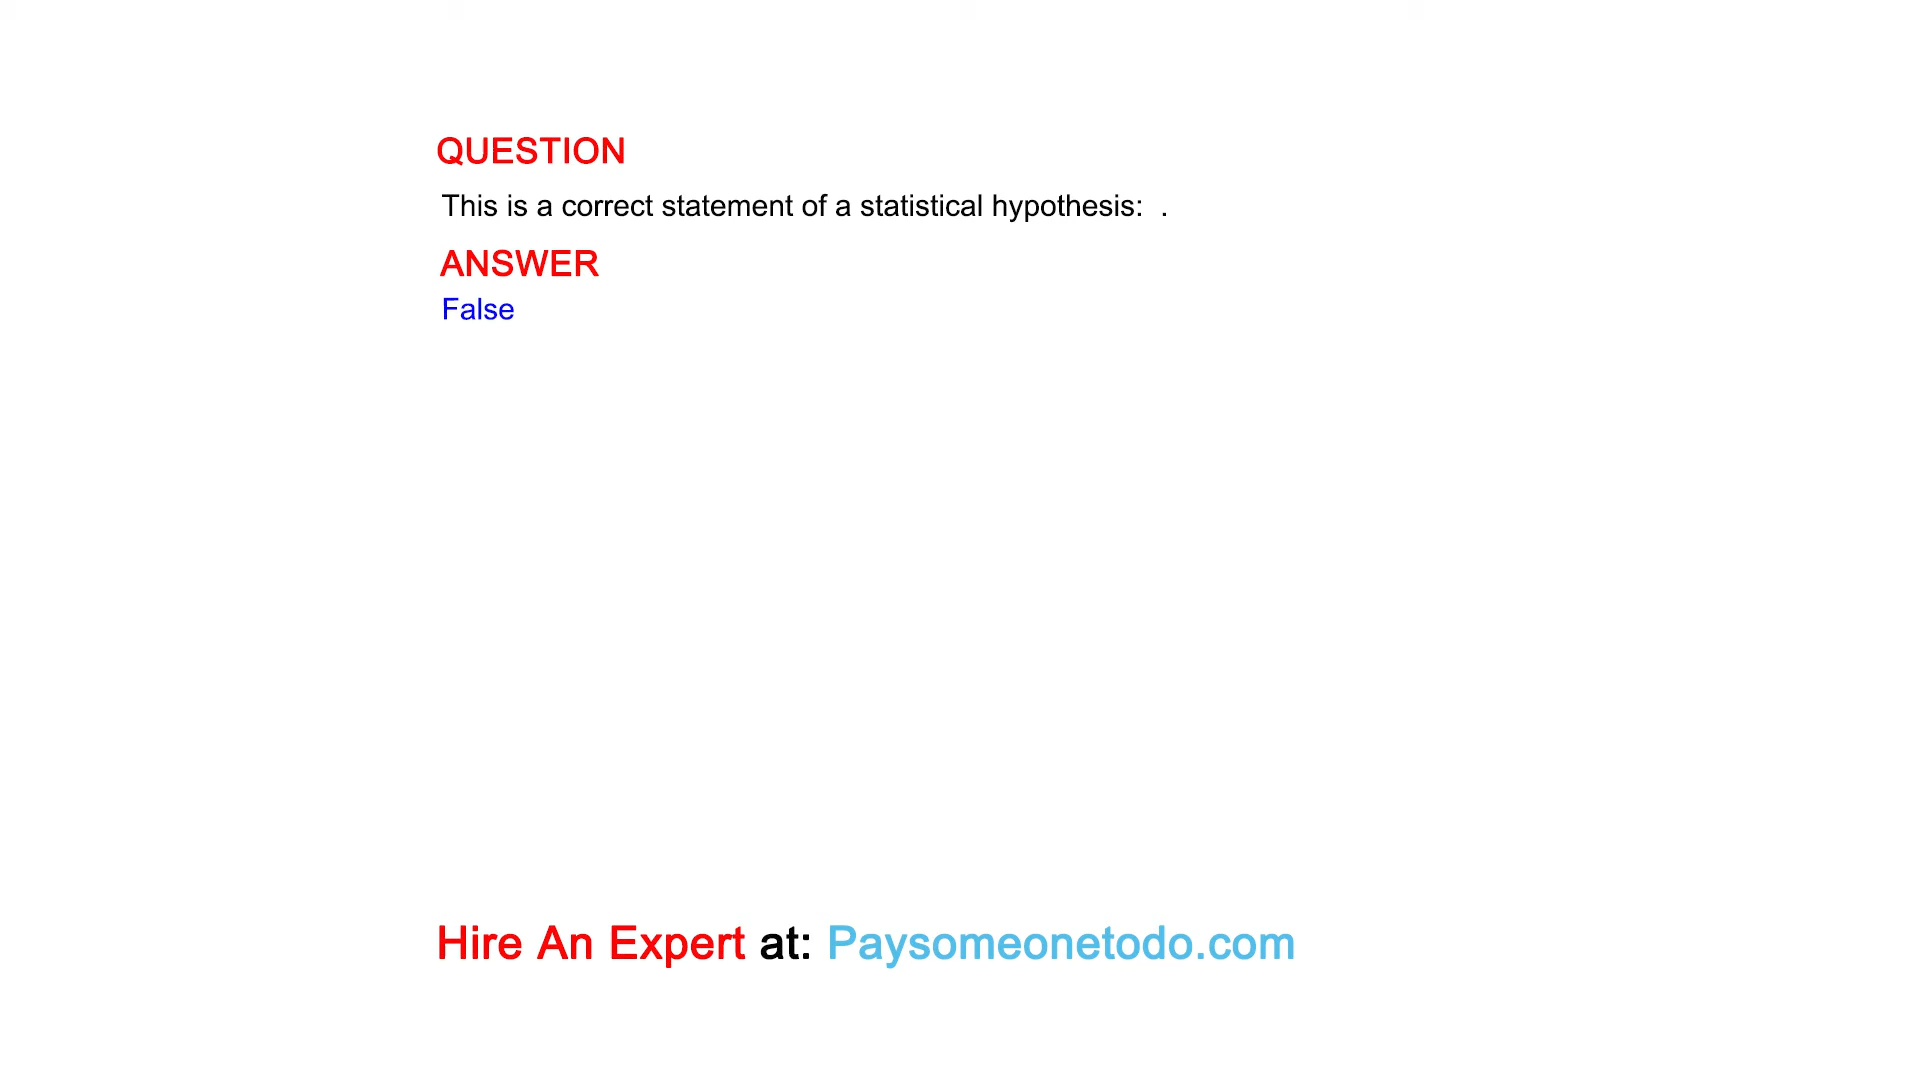 QUESTION
This is a correct statement of a statistical hypothesis:  .
ANSWER
False
Hire An Expert at: Paysomeonetodo.com